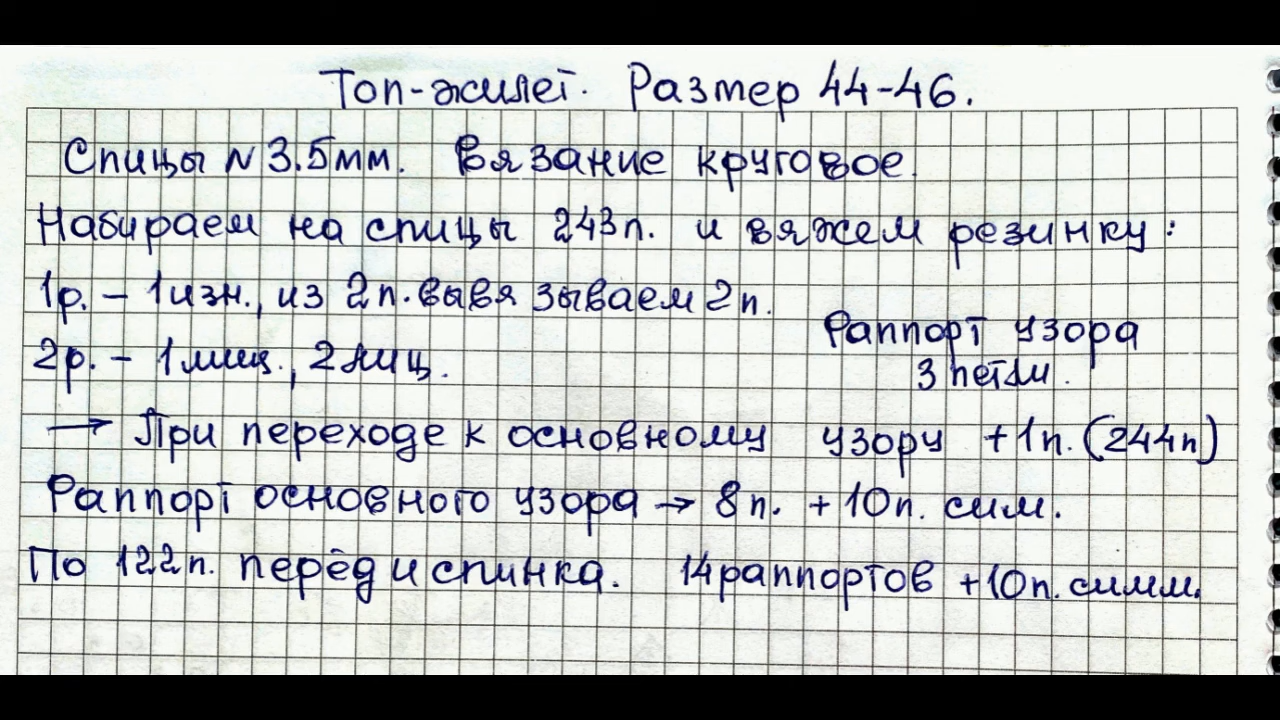 Топ-жилет. Размер 44-46.
Спицы N 3.5мм. Вязание круговое.
Набираем на спицы 243п. и вяжем резинку:
1р. – 1изн., из 2п. вывязываем 2п.
Раппорт узора
2р. – 1лиц., 2лиц.
3 петли.
→ При переходе к основному узору +1п. (244п)
Раппорт основного узора → 8п. + 10п. сим.
По 122п. перёд и спинка. 14раппортов +10п. симм.